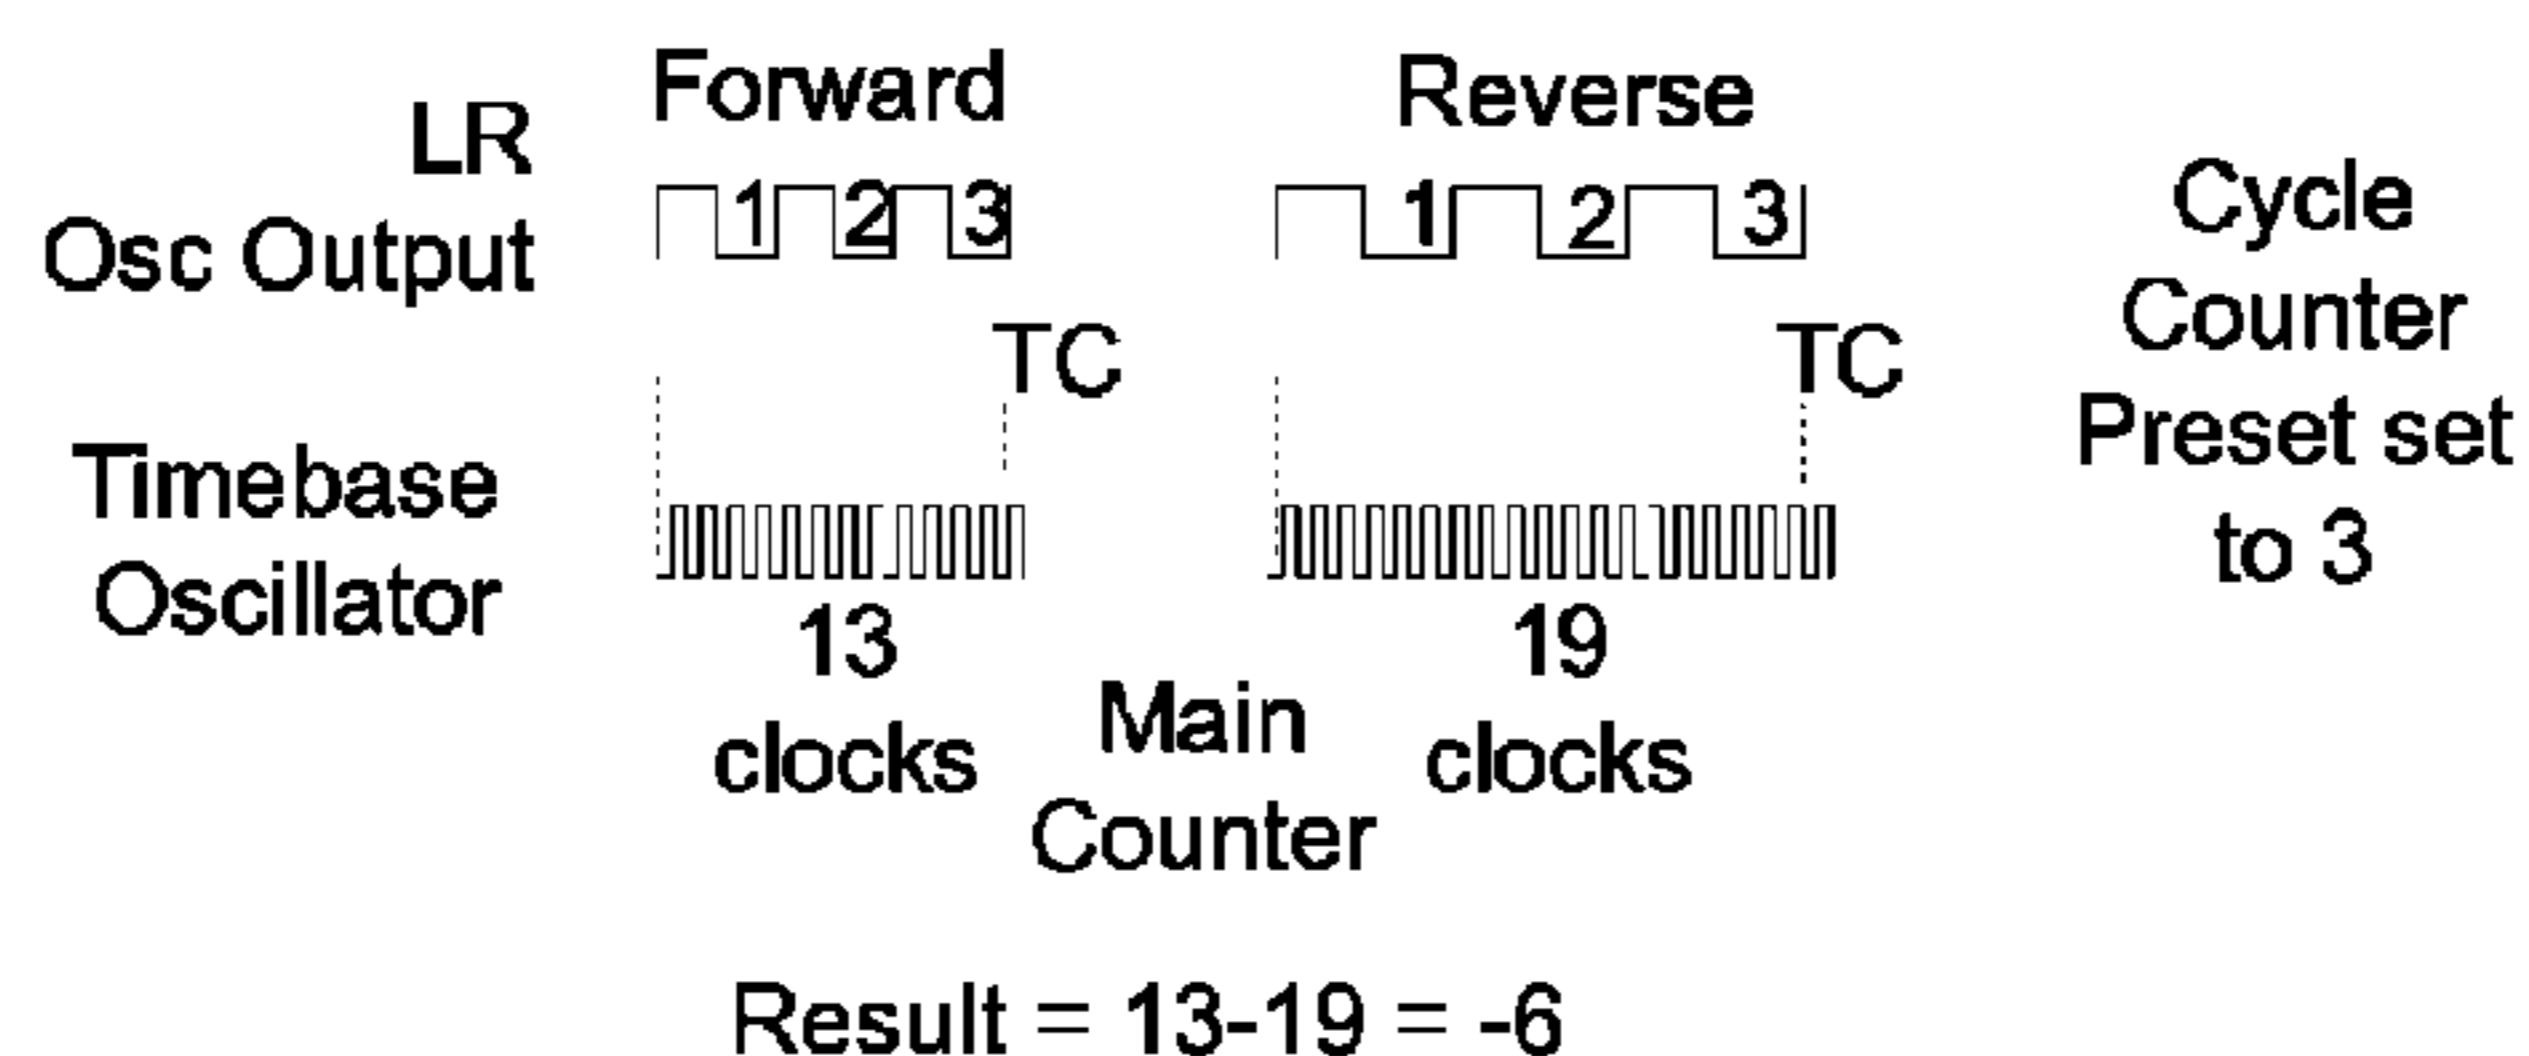 Forward
Reverse
LR
Osc Output
1 2 3
1 2 3
TC
TC
Cycle
Counter
Preset set
to 3
Timebase
Oscillator
13
clocks
19
clocks
Main
Counter
Result = 13-19 = -6